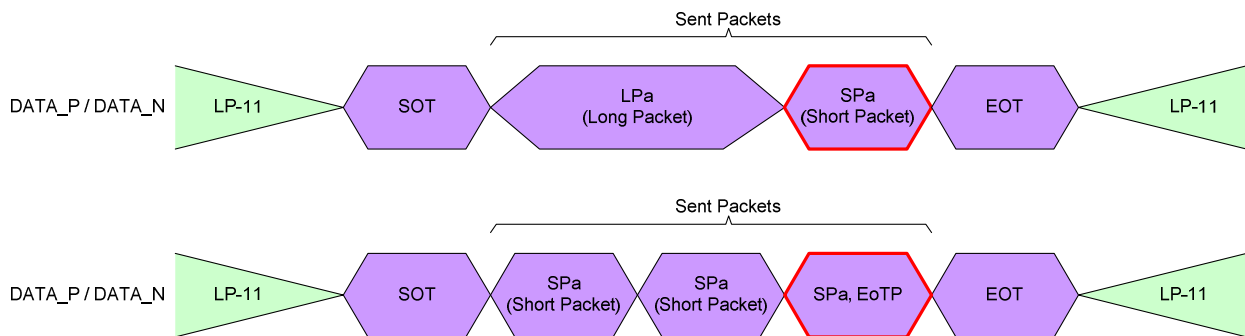 Sent Packets
DATA_P / DATA_N
LP-11
SOT
LPa
(Long Packet)
SPa
(Short Packet)
EOT
LP-11
Sent Packets
DATA_P / DATA_N
LP-11
SOT
SPa
(Short Packet)
SPa
(Short Packet)
SPa, EoTP
EOT
LP-11